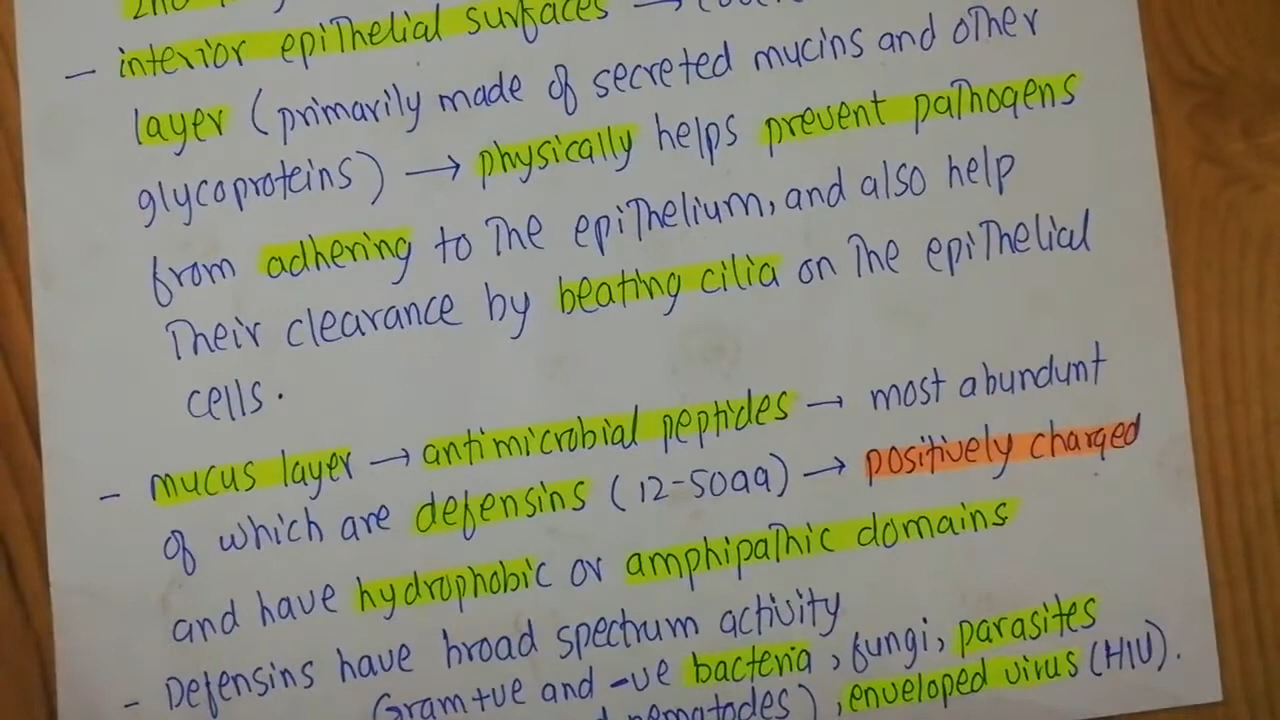 – interior epithelial surfaces →
layer (primarily made of secreted mucins and other
glycoproteins) → physically helps prevent pathogens
from adhering to the epithelium, and also help
their clearance by beating cilia on the epithelial
cells.
- mucus layer → antimicrobial peptides → most abundunt
of which are defensins (12-50aa) → positively charged
and have hydrophobic or amphipathic domains
- Defensins have broad spectrum activity
Gram +ve and -ve bacteria, fungi, parasites
nematodes), enveloped virus (HIV).